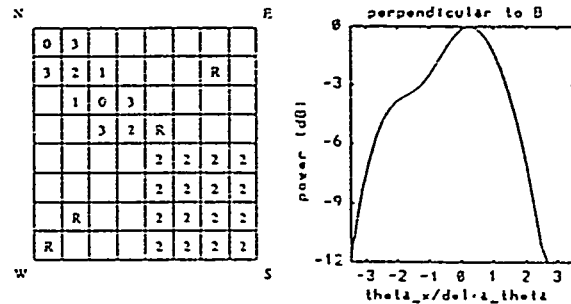 N E
0 3
3 2 1 R
1 0 3
3 2 R
2 2 2 2
2 2 2 2
R 2 2 2 2
R 2 2 2 2
W S
perpendicular to B
power [dB]
0
-3
-6
-9
-12
-3 -2 -1 0 1 2 3
theta_x/delta_theta